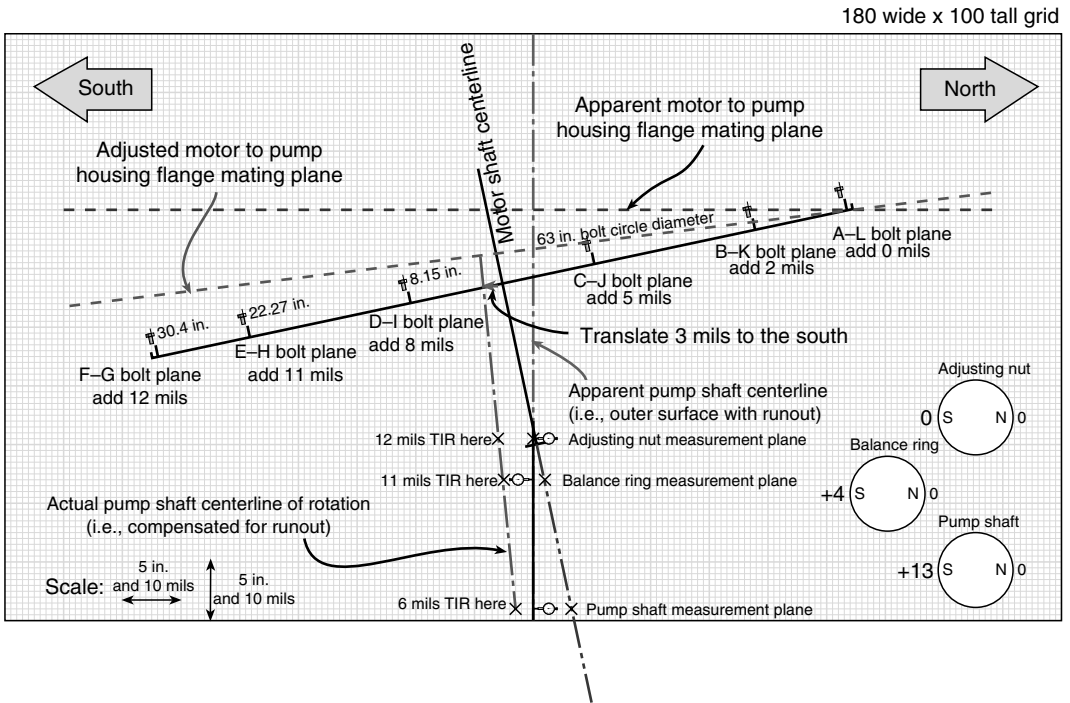 180 wide x 100 tall grid
South
North
Motor shaft centerline
Apparent motor to pump
housing flange mating plane
Adjusted motor to pump
housing flange mating plane
63 in. bolt circle diameter
A–L bolt plane
add 0 mils
B–K bolt plane
add 2 mils
C–J bolt plane
add 5 mils
8.15 in.
D–I bolt plane
add 8 mils
22.27 in.
E–H bolt plane
add 11 mils
30.4 in.
F–G bolt plane
add 12 mils
Translate 3 mils to the south
Apparent pump shaft centerline
(i.e., outer surface with runout)
12 mils TIR here
Adjusting nut measurement plane
11 mils TIR here
Balance ring measurement plane
Actual pump shaft centerline of rotation
(i.e., compensated for runout)
6 mils TIR here
Pump shaft measurement plane
Scale:
5 in.
and 10 mils
5 in.
and 10 mils
Adjusting nut
0 S N 0
Balance ring
+4 S N 0
Pump shaft
+13 S N 0